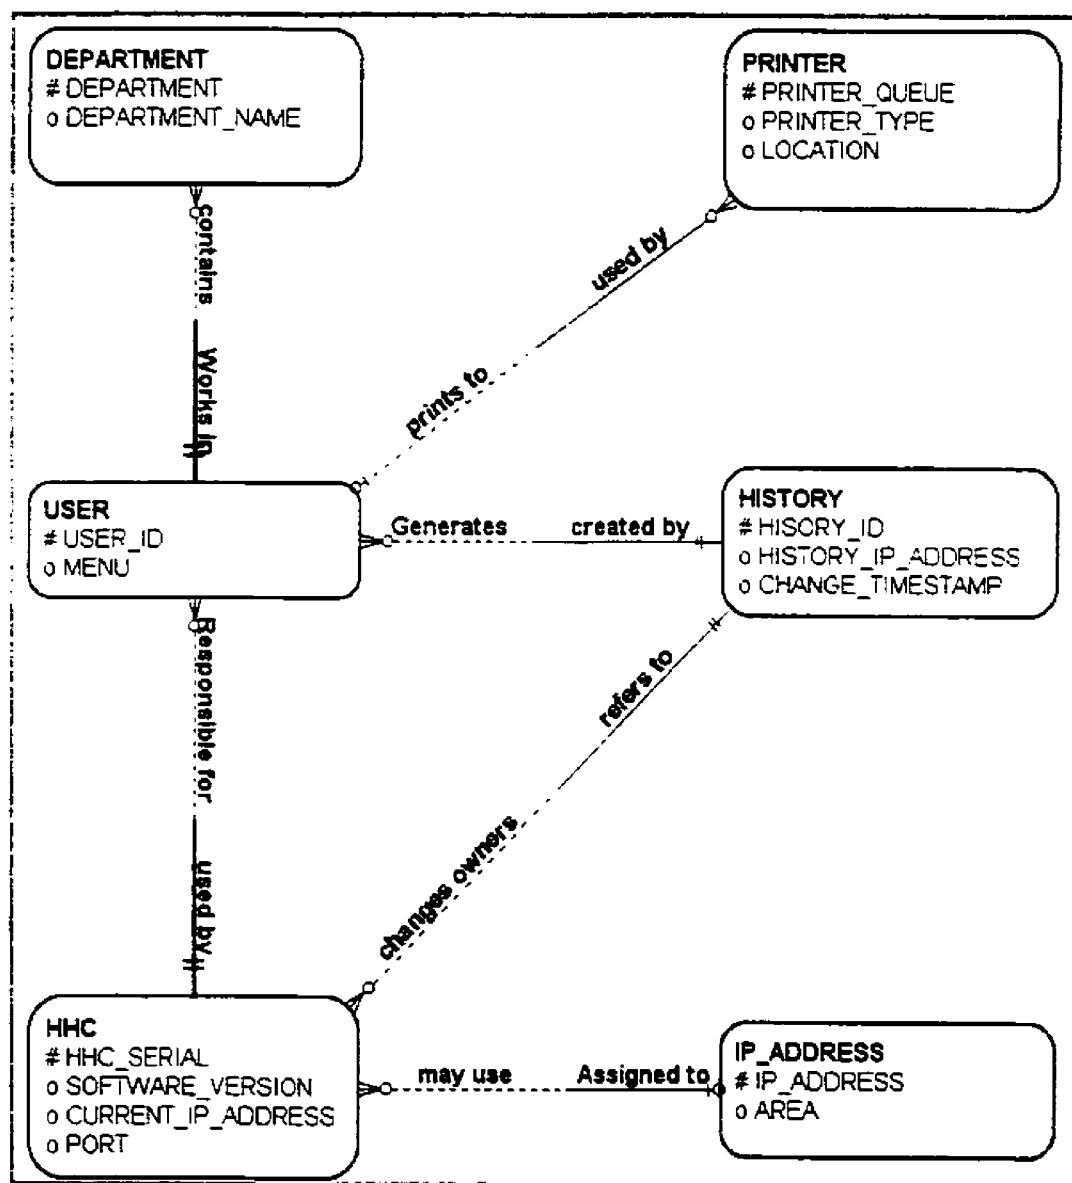 DEPARTMENT
# DEPARTMENT
o DEPARTMENT_NAME
PRINTER
# PRINTER_QUEUE
o PRINTER_TYPE
o LOCATION
contains
Works in
used by
prints to
USER
# USER_ID
o MENU
Generates
created by
HISTORY
# HISORY_ID
o HISTORY_IP_ADDRESS
o CHANGE_TIMESTAMP
Responsible for
used by
refers to
changes owners
HHC
# HHC_SERIAL
o SOFTWARE_VERSION
o CURRENT_IP_ADDRESS
o PORT
may use
Assigned to
IP_ADDRESS
# IP_ADDRESS
o AREA